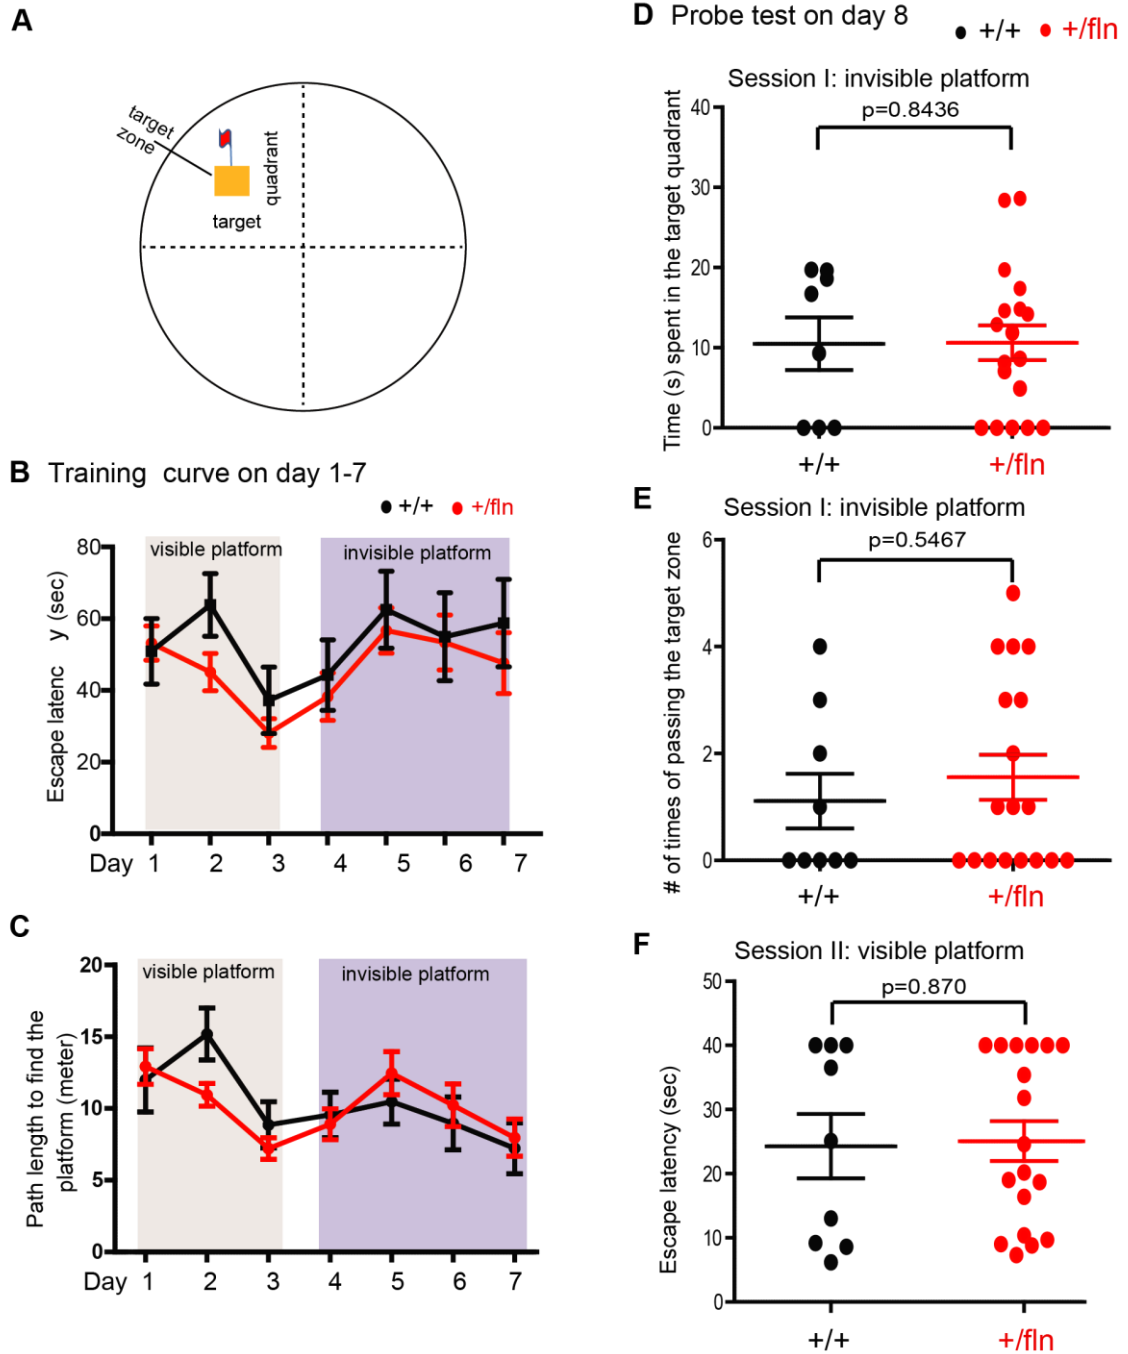 A
target
zone
quadrant
target
B Training curve on day 1-7
+/+ +/fln
visible platform
invisible platform
Escape latenc y (sec)
80
60
40
20
0
Day 1 2 3 4 5 6 7
C
visible platform
invisible platform
Path length to find the
platform (meter)
20
15
10
5
0
Day 1 2 3 4 5 6 7
D Probe test on day 8
+/+ +/fln
Session I: invisible platform
p=0.8436
Time (s) spent in the target quadrant
40
30
20
10
0
+/+ +/fln
E
Session I: invisible platform
p=0.5467
# of times of passing the target zone
6
4
2
0
+/+ +/fln
F
Session II: visible platform
p=0.870
Escape latency (sec)
50
40
30
20
10
0
+/+ +/fln